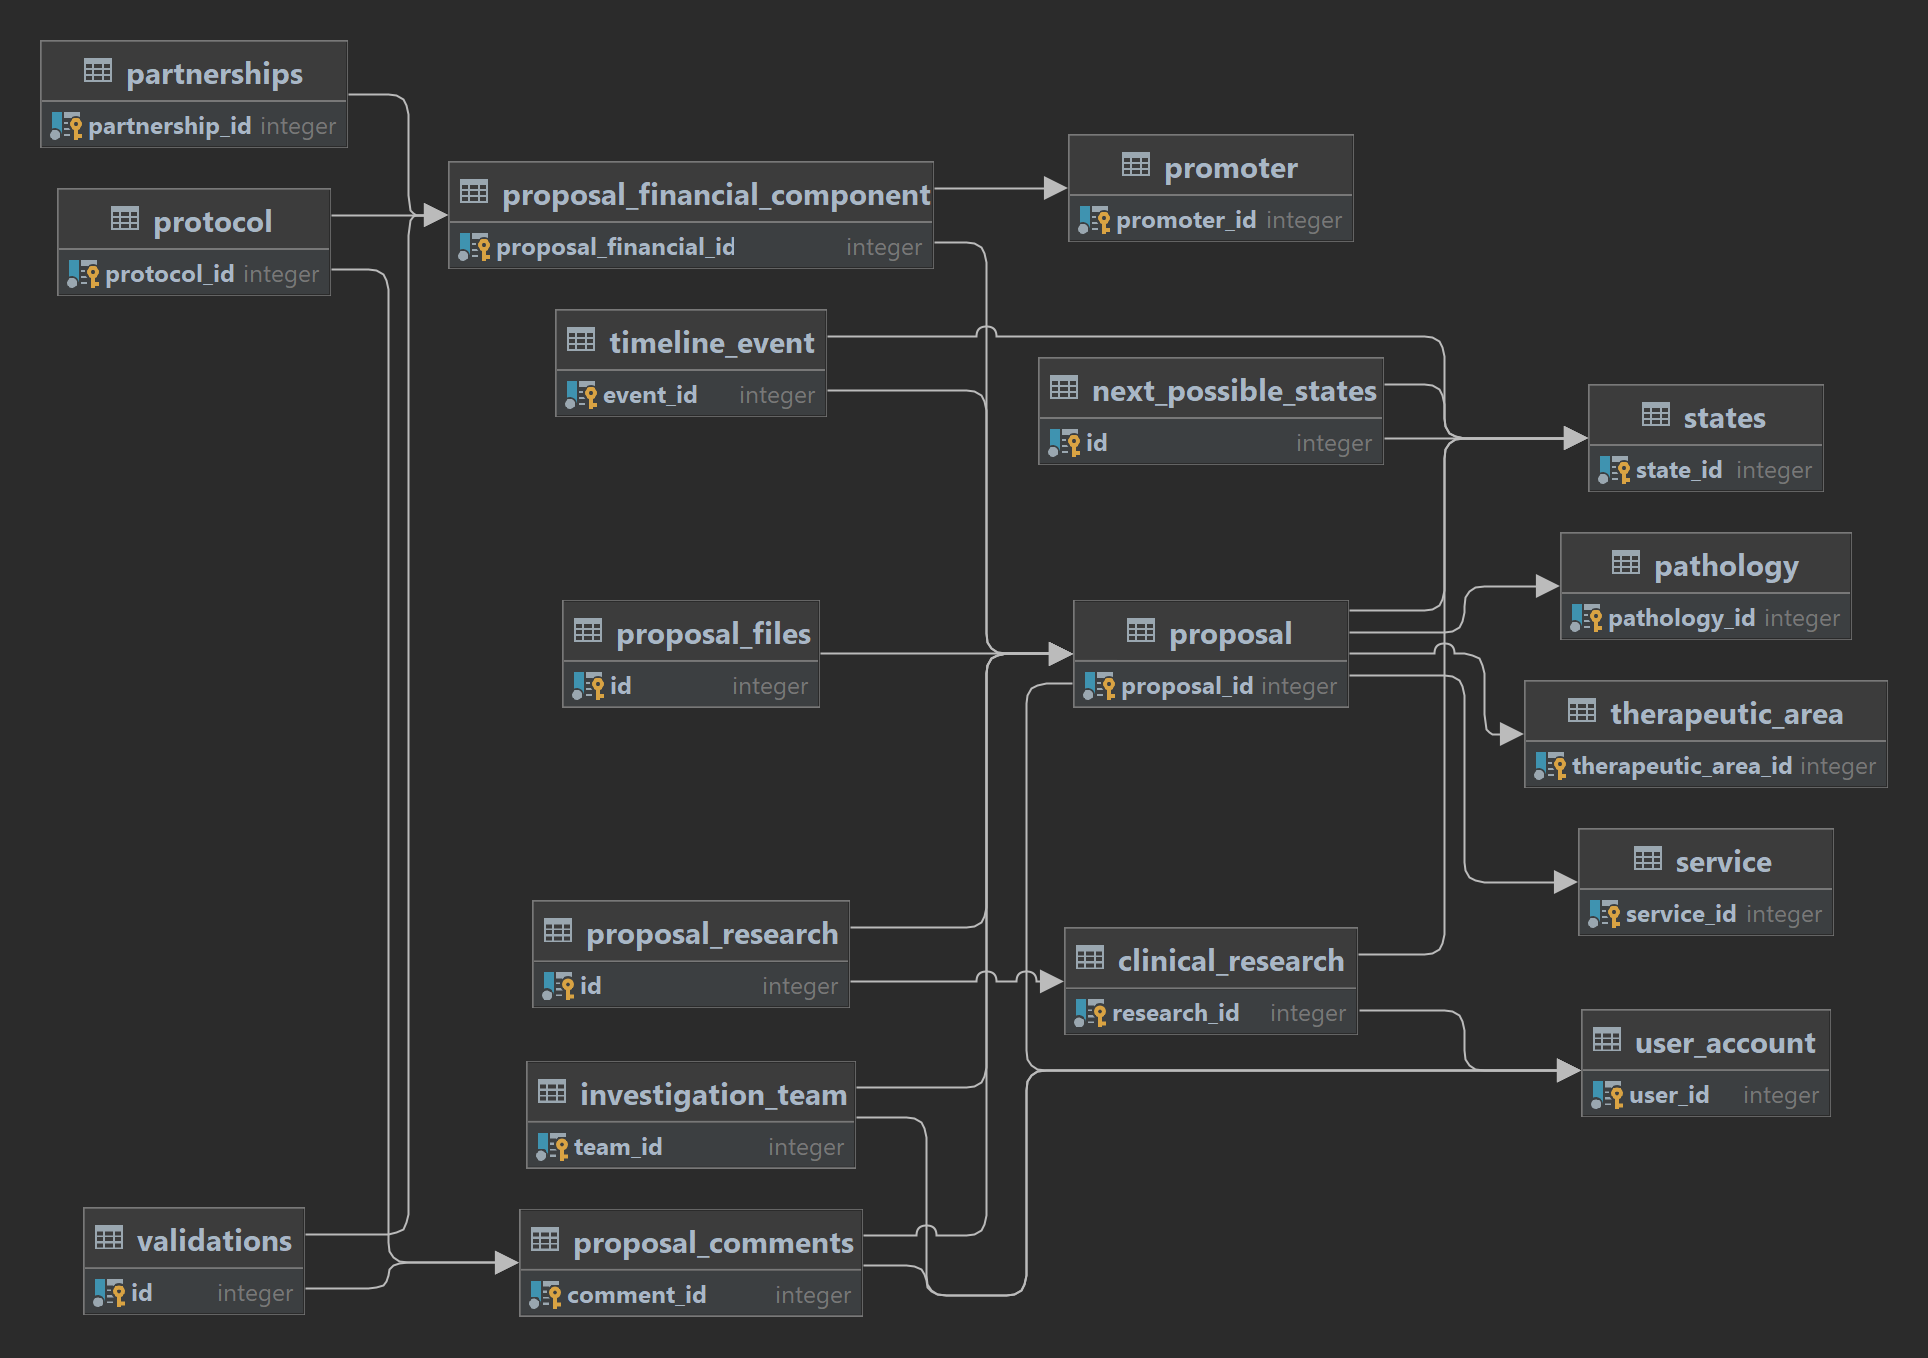 partnerships
partnership_id integer
protocol
protocol_id integer
proposal_financial_component
proposal_financial_id integer
promoter
promoter_id integer
timeline_event
event_id integer
next_possible_states
id integer
states
state_id integer
pathology
pathology_id integer
proposal_files
id integer
proposal
proposal_id integer
therapeutic_area
therapeutic_area_id integer
service
service_id integer
proposal_research
id integer
clinical_research
research_id integer
user_account
user_id integer
investigation_team
team_id integer
validations
id integer
proposal_comments
comment_id integer